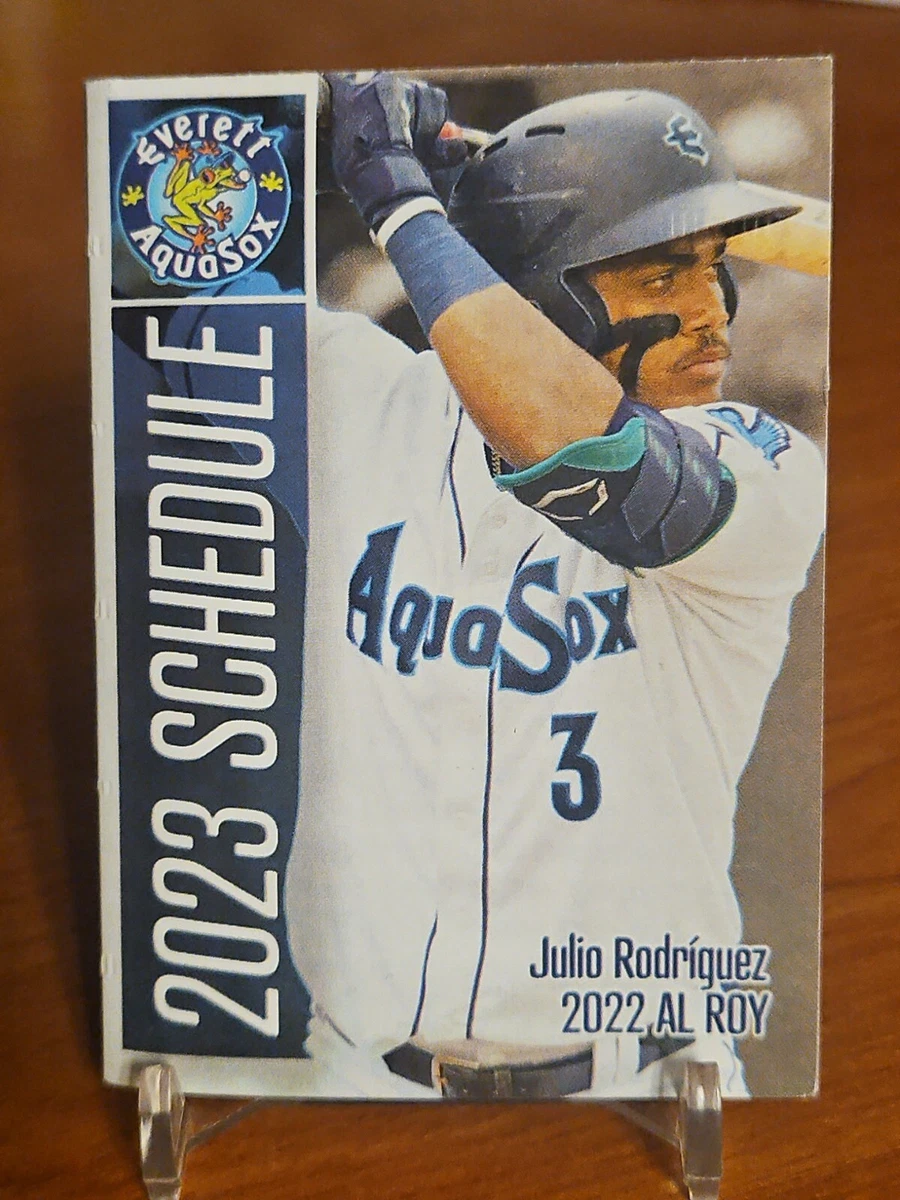 Everett
AquaSox
2023 SCHEDULE
AquaSox
3
Julio Rodríguez
2022 AL ROY